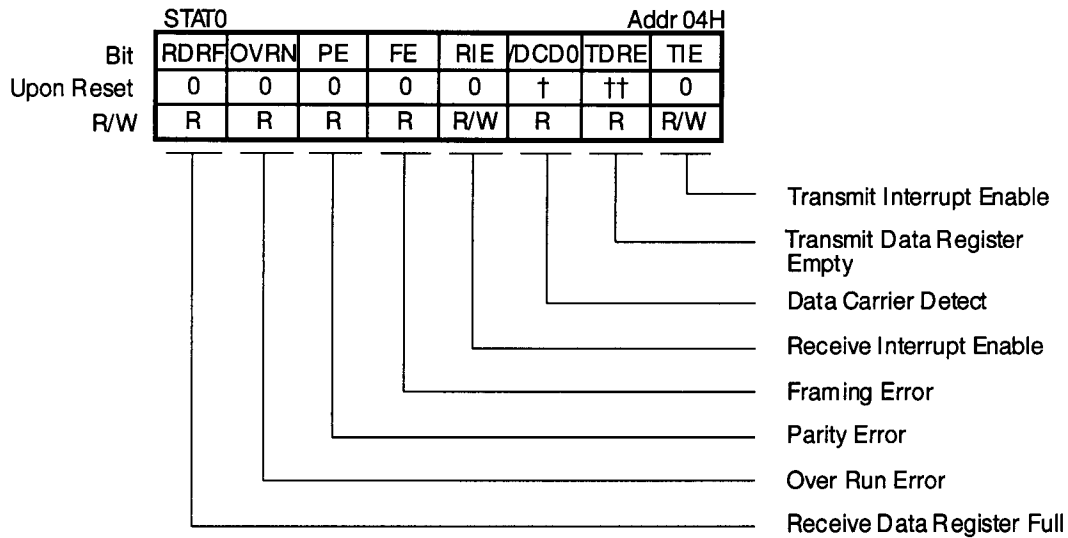 STAT0 Addr 04H
Bit RDRF OVRN PE FE RIE /DCD0 TDRE TIE
Upon Reset 0 0 0 0 0 † †† 0
R/W R R R R R/W R R R/W
Transmit Interrupt Enable
Transmit Data Register
Empty
Data Carrier Detect
Receive Interrupt Enable
Framing Error
Parity Error
Over Run Error
Receive Data Register Full